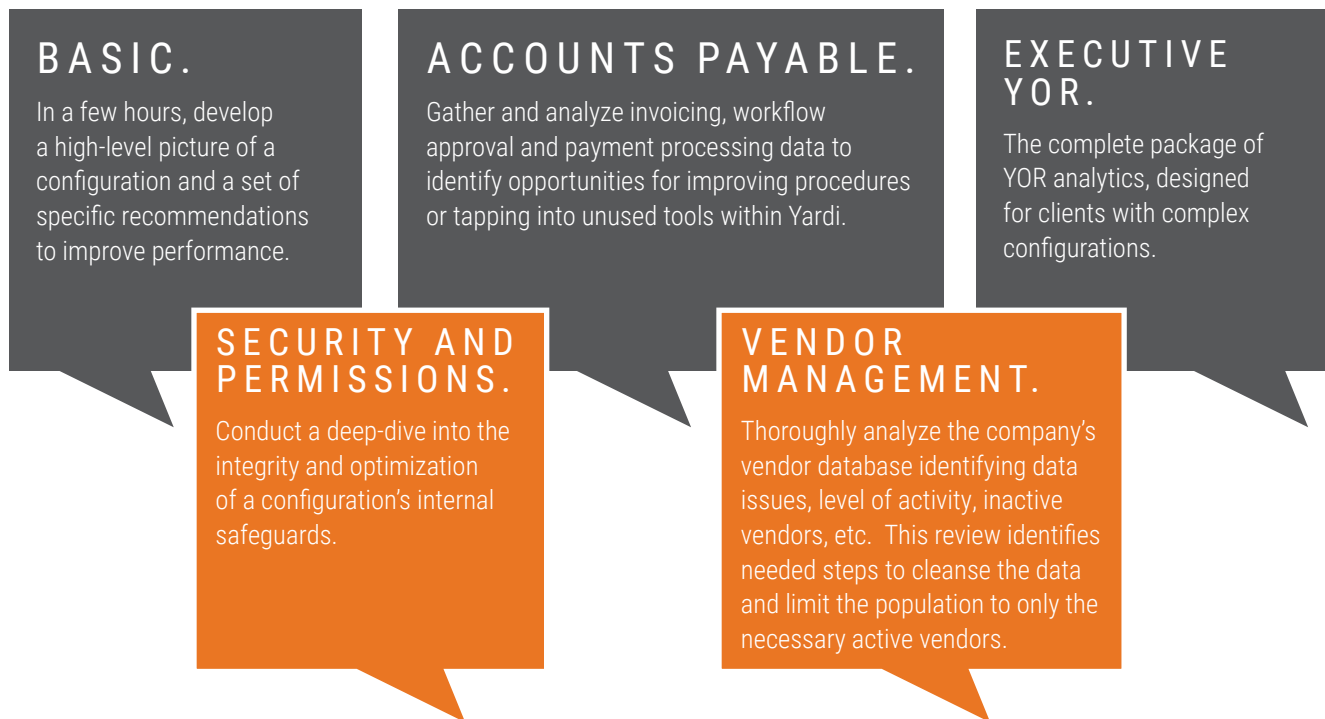 BASIC.
In a few hours, develop
a high-level picture of a
configuration and a set of
specific recommendations
to improve performance.
ACCOUNTS PAYABLE.
Gather and analyze invoicing, workflow
approval and payment processing data to
identify opportunities for improving procedures
or tapping into unused tools within Yardi.
EXECUTIVE
YOR.
The complete package of
YOR analytics, designed
for clients with complex
configurations.
SECURITY AND
PERMISSIONS.
Conduct a deep-dive into the
integrity and optimization
of a configuration's internal
safeguards.
VENDOR
MANAGEMENT.
Thoroughly analyze the company's
vendor database identifying data
issues, level of activity, inactive
vendors, etc.  This review identifies
needed steps to cleanse the data
and limit the population to only the
necessary active vendors.